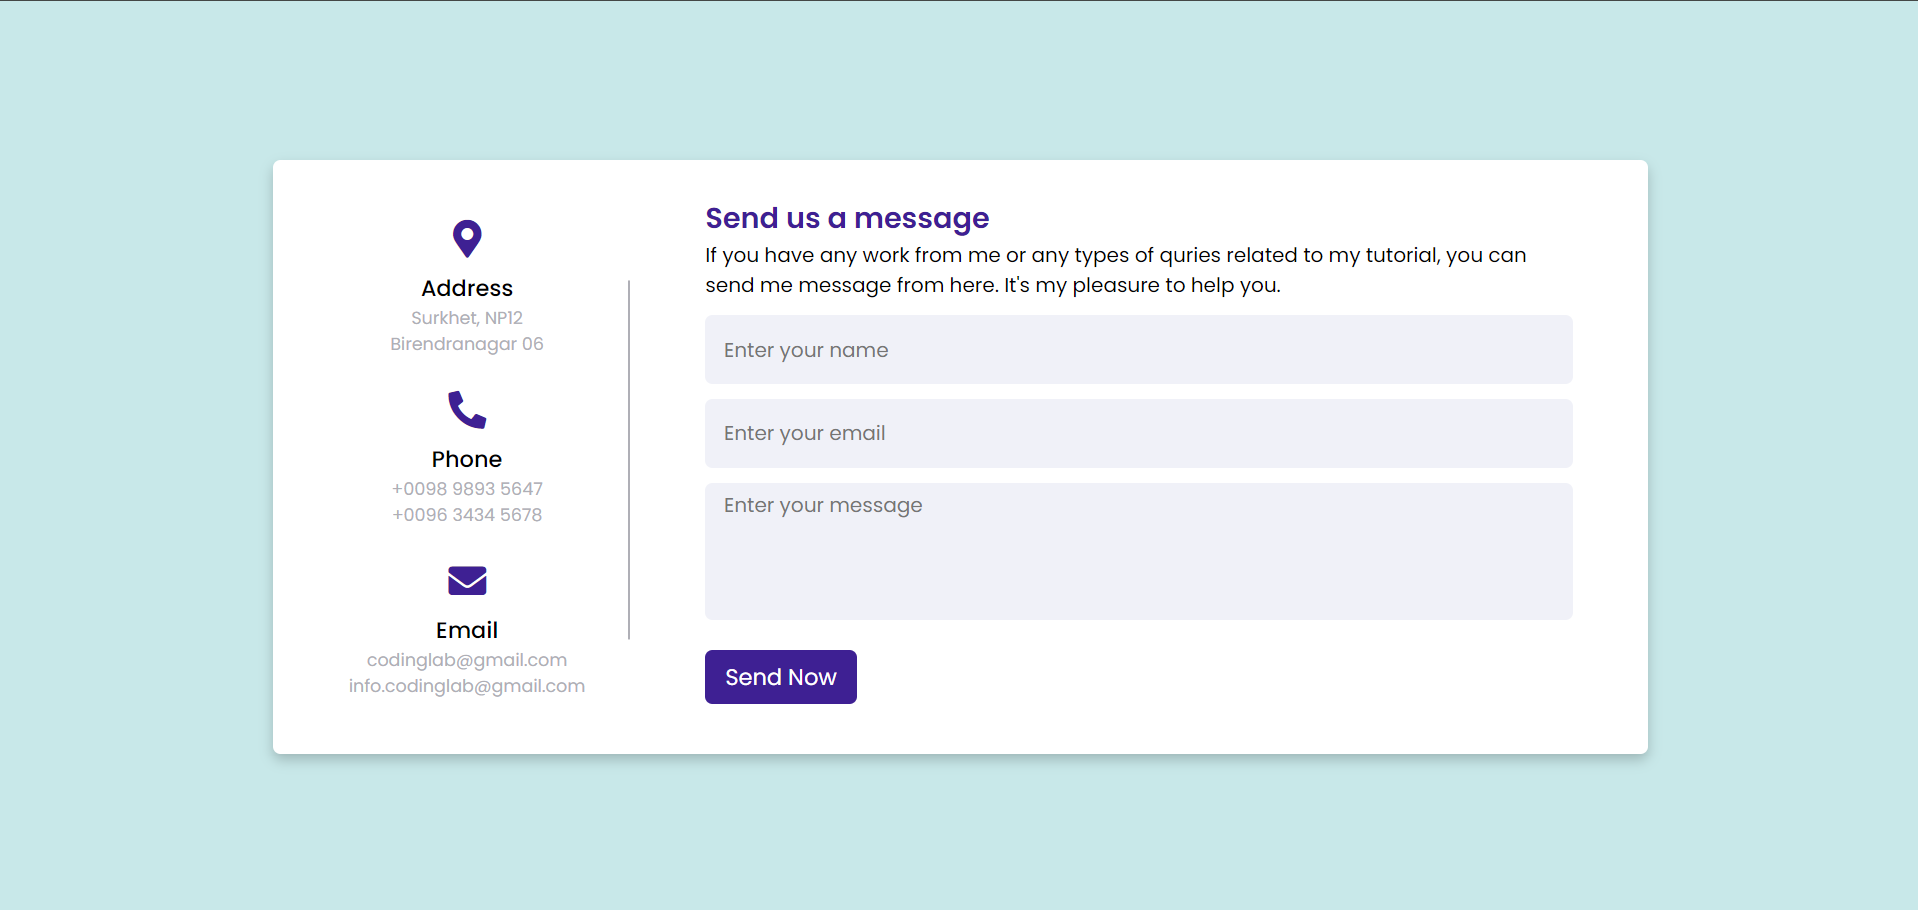 Address
Surkhet, NP12
Birendranagar 06
Phone
+0098 9893 5647
+0096 3434 5678
Email
codinglab@gmail.com
info.codinglab@gmail.com
Send us a message
If you have any work from me or any types of quries related to my tutorial, you can
send me message from here. It's my pleasure to help you.
Enter your name
Enter your email
Enter your message
Send Now